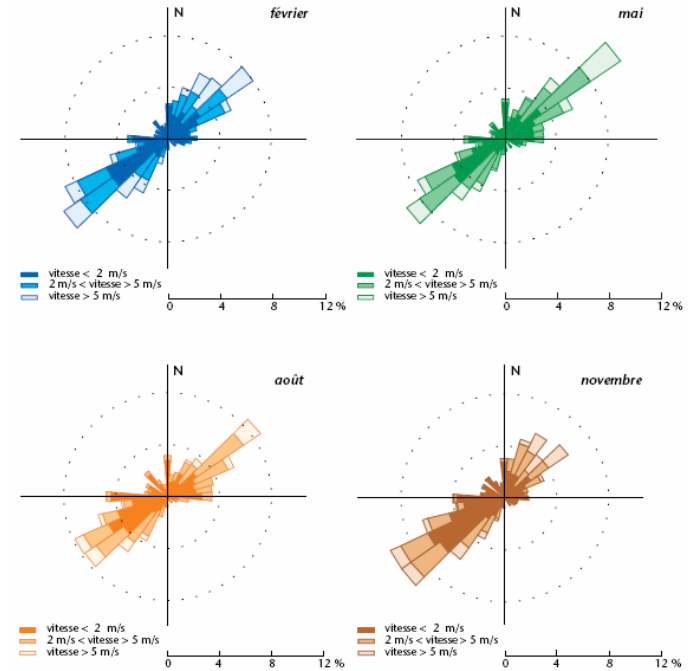 N
février
vitesse < 2 m/s
2 m/s < vitesse > 5 m/s
vitesse > 5 m/s
0 4 8 12 %
N
mai
vitesse < 2 m/s
2 m/s < vitesse > 5 m/s
vitesse > 5 m/s
0 4 8 12 %
N
août
vitesse < 2 m/s
2 m/s < vitesse > 5 m/s
vitesse > 5 m/s
0 4 8 12 %
N
novembre
vitesse < 2 m/s
2 m/s < vitesse > 5 m/s
vitesse > 5 m/s
0 4 8 12 %